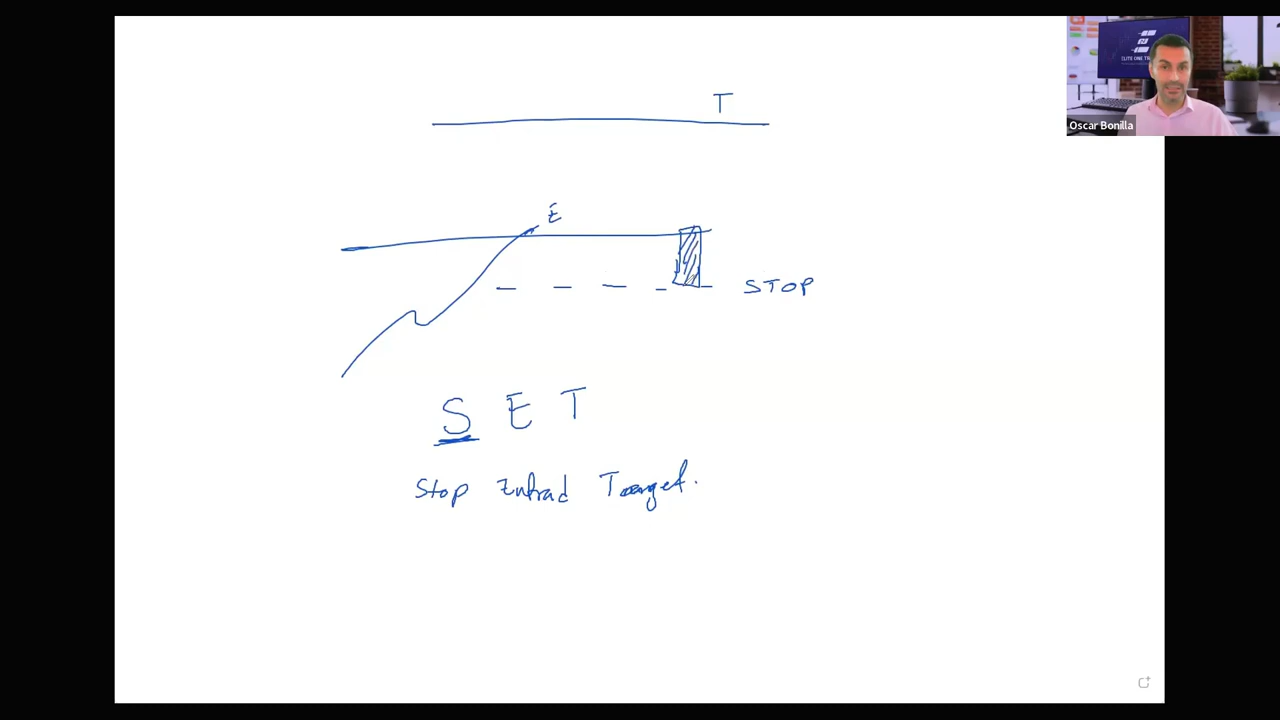 T
E
STOP
S E T
Stop Entrad Target.
Oscar Bonilla